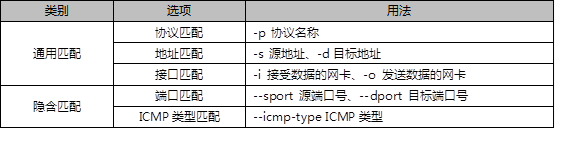 类别 选项 用法
通用匹配 协议匹配 -p 协议名称
地址匹配 -s 源地址、-d 目标地址
接口匹配 -i 接受数据的网卡、-o 发送数据的网卡
隐含匹配 端口匹配 --sport 源端口号、--dport 目标端口号
ICMP 类型匹配 --icmp-type ICMP 类型